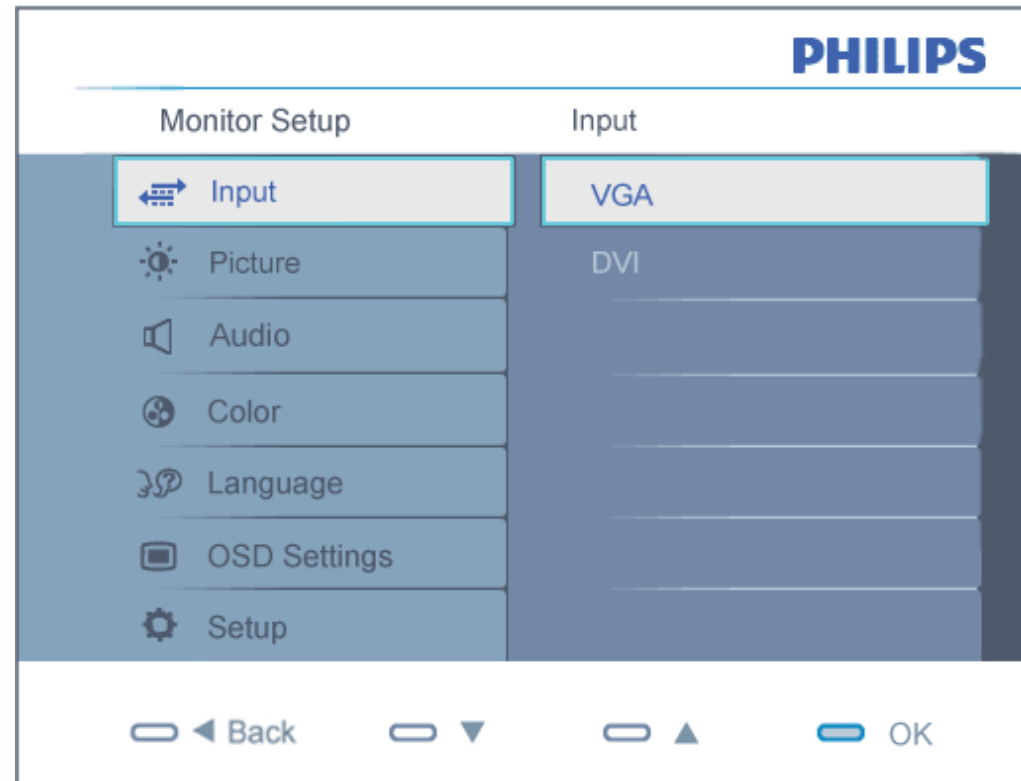 PHILIPS
Monitor Setup
Input
Input
VGA
Picture
DVI
Audio
Color
Language
OSD Settings
Setup
Back
OK